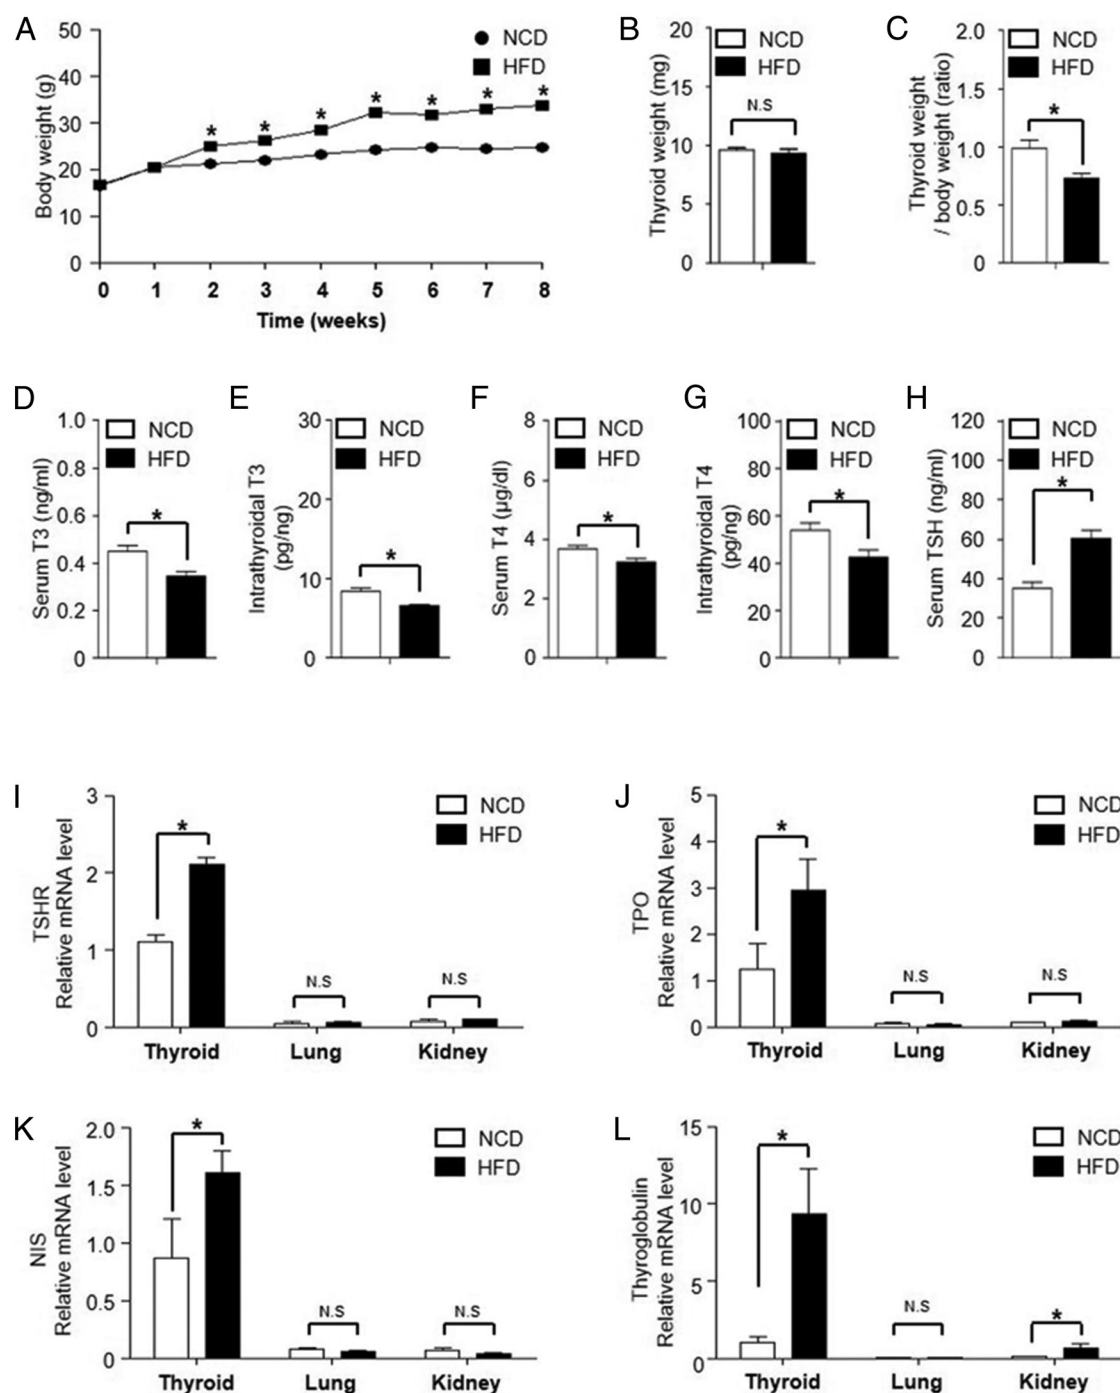 A
Body weight (g)
50
40
30
20
10
0
NCD
HFD
* * * * * * *
0 1 2 3 4 5 6 7 8
Time (weeks)
B
Thyroid weight (mg)
20
15
10
5
0
NCD
HFD
N.S
C
Thyroid weight
/ body weight (ratio)
2.0
1.5
1.0
0.5
0
NCD
HFD
*
D
Serum T3 (ng/ml)
1.0
0.8
0.6
0.4
0.2
0
NCD
HFD
*
E
Intrathyroidal T3
(pg/ng)
30
20
10
0
NCD
HFD
*
F
Serum T4 (µg/dl)
8
6
4
2
0
NCD
HFD
*
G
Intrathyroidal T4
(pg/ng)
100
80
60
40
20
0
NCD
HFD
*
H
Serum TSH (ng/ml)
120
100
80
60
40
20
0
NCD
HFD
*
I
TSHR
Relative mRNA level
3
2
1
0
NCD
HFD
*
N.S
N.S
Thyroid Lung Kidney
J
TPO
Relative mRNA level
5
4
3
2
1
0
NCD
HFD
*
N.S
N.S
Thyroid Lung Kidney
K
NIS
Relative mRNA level
2.0
1.5
1.0
0.5
0
NCD
HFD
*
N.S
N.S
Thyroid Lung Kidney
L
Thyroglobulin
Relative mRNA level
15
10
5
0
NCD
HFD
*
N.S
*
Thyroid Lung Kidney